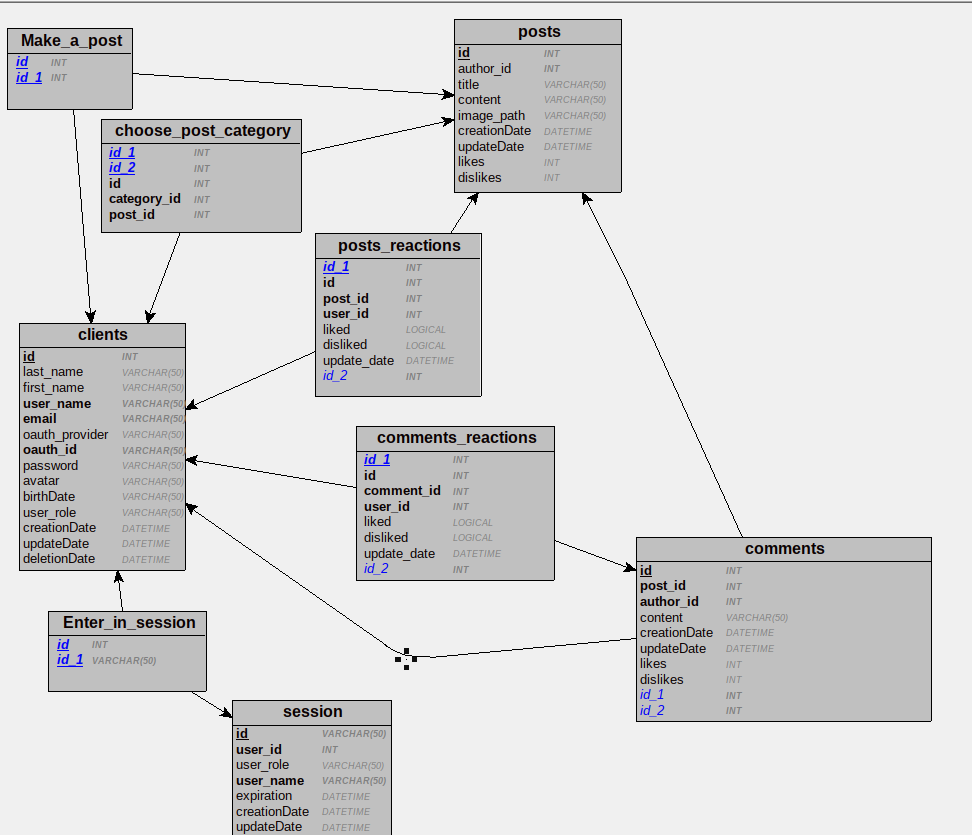 Make_a_post
id INT
id_1 INT
posts
id INT
author_id INT
title VARCHAR(50)
content VARCHAR(50)
image_path VARCHAR(50)
creationDate DATETIME
updateDate DATETIME
likes INT
dislikes INT
choose_post_category
id_1 INT
id_2 INT
id INT
category_id INT
post_id INT
posts_reactions
id_1 INT
id INT
post_id INT
user_id INT
liked LOGICAL
disliked LOGICAL
update_date DATETIME
id_2 INT
clients
id INT
last_name VARCHAR(50)
first_name VARCHAR(50)
user_name VARCHAR(50)
email VARCHAR(50)
oauth_provider VARCHAR(50)
oauth_id VARCHAR(50)
password VARCHAR(50)
avatar VARCHAR(50)
birthDate VARCHAR(50)
user_role VARCHAR(50)
creationDate DATETIME
updateDate DATETIME
deletionDate DATETIME
comments_reactions
id_1 INT
id INT
comment_id INT
user_id INT
liked LOGICAL
disliked LOGICAL
update_date DATETIME
id_2 INT
comments
id INT
post_id INT
author_id INT
content VARCHAR(50)
creationDate DATETIME
updateDate DATETIME
likes INT
dislikes INT
id_1 INT
id_2 INT
Enter_in_session
id INT
id_1 VARCHAR(50)
session
id VARCHAR(50)
user_id INT
user_role VARCHAR(50)
user_name VARCHAR(50)
expiration DATETIME
creationDate DATETIME
updateDate DATETIME